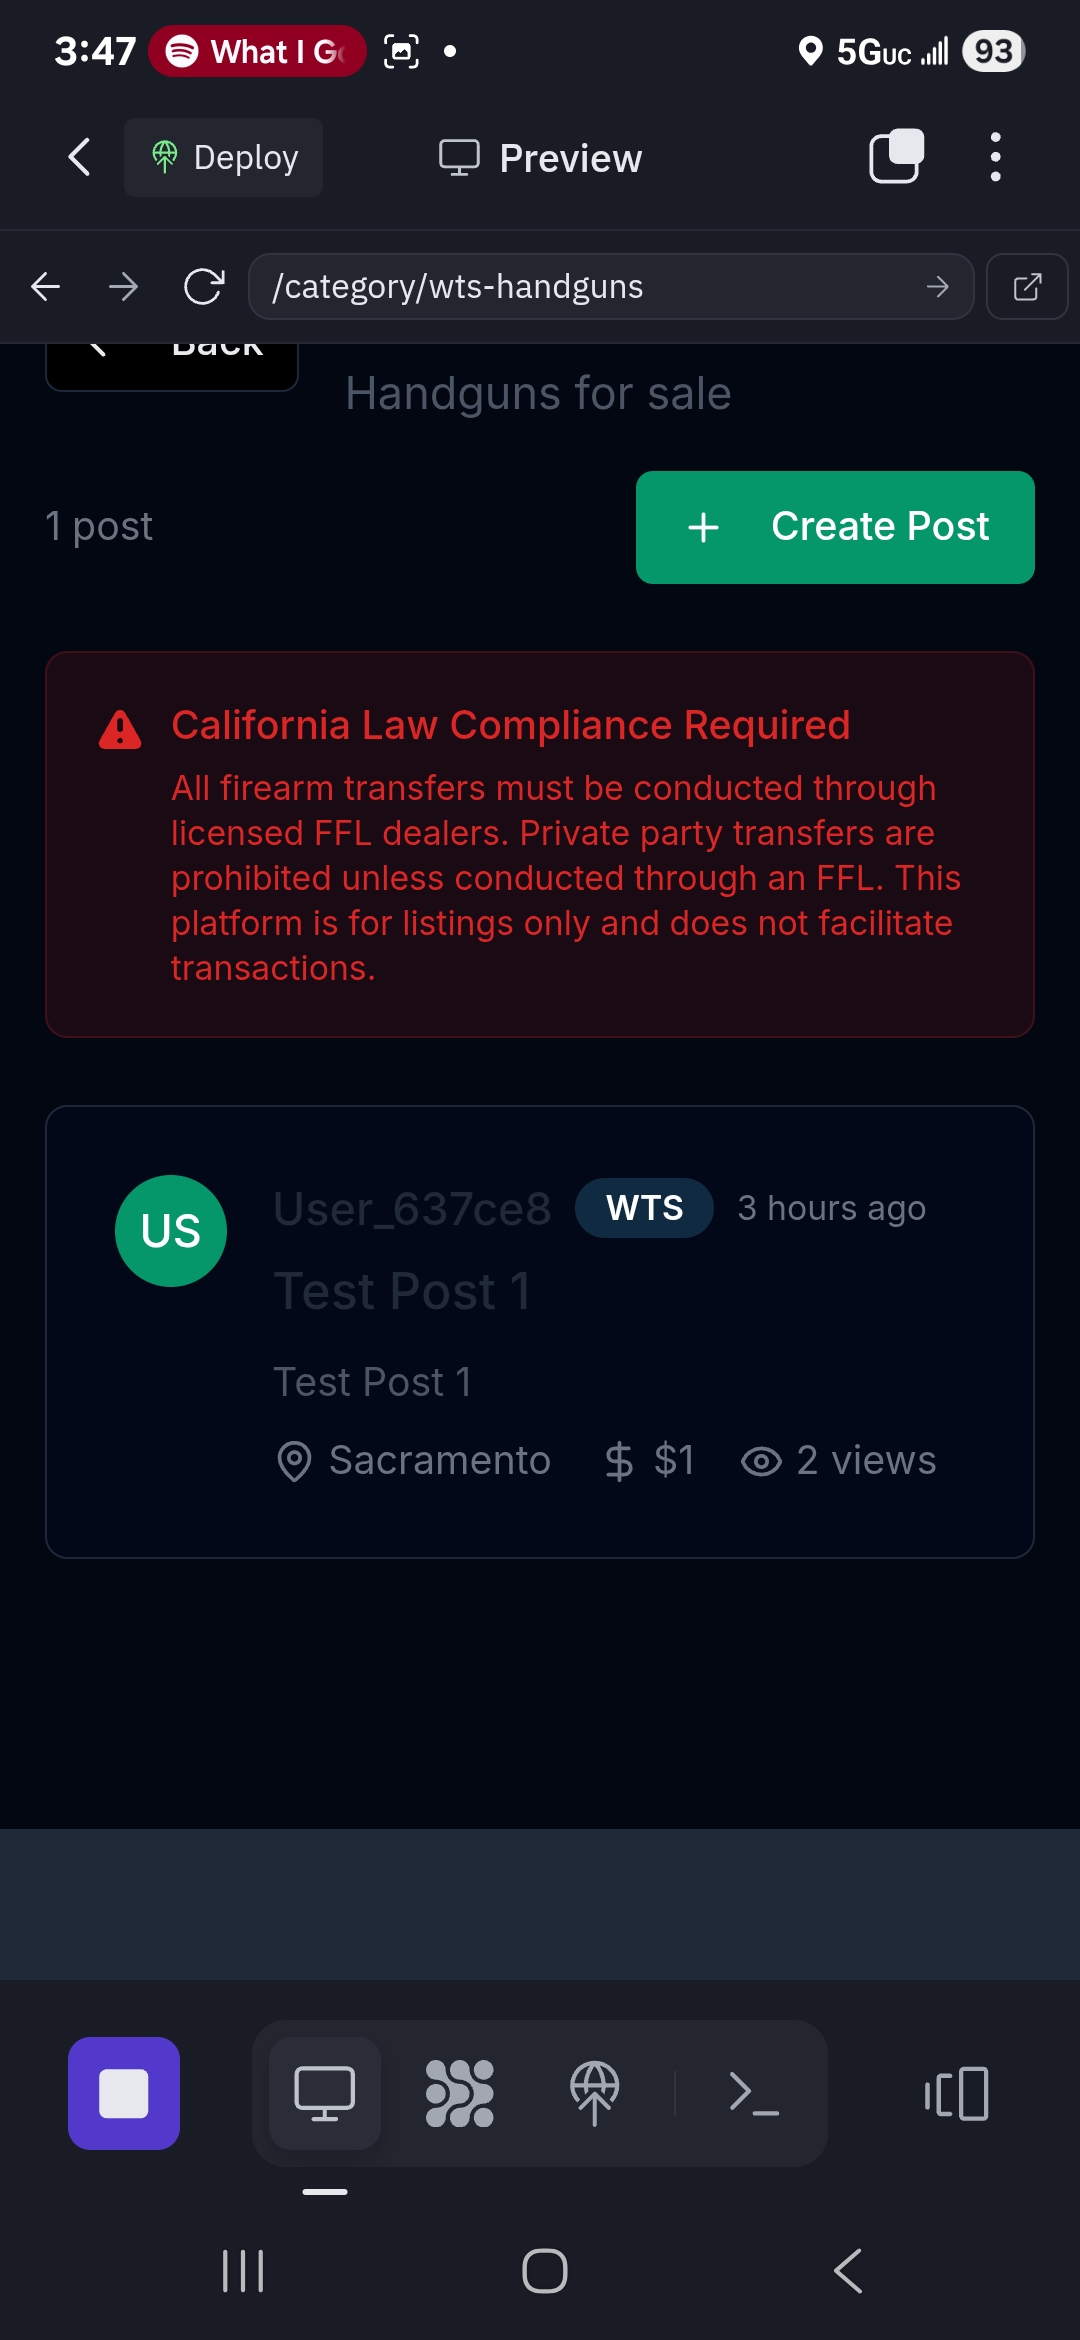 3:47 What I G 5GUC 93
Deploy Preview
/category/wts-handguns
Back
Handguns for sale
1 post
+ Create Post
California Law Compliance Required
All firearm transfers must be conducted through
licensed FFL dealers. Private party transfers are
prohibited unless conducted through an FFL. This
platform is for listings only and does not facilitate
transactions.
US User_637ce8 WTS 3 hours ago
Test Post 1
Test Post 1
Sacramento $ $1 2 views